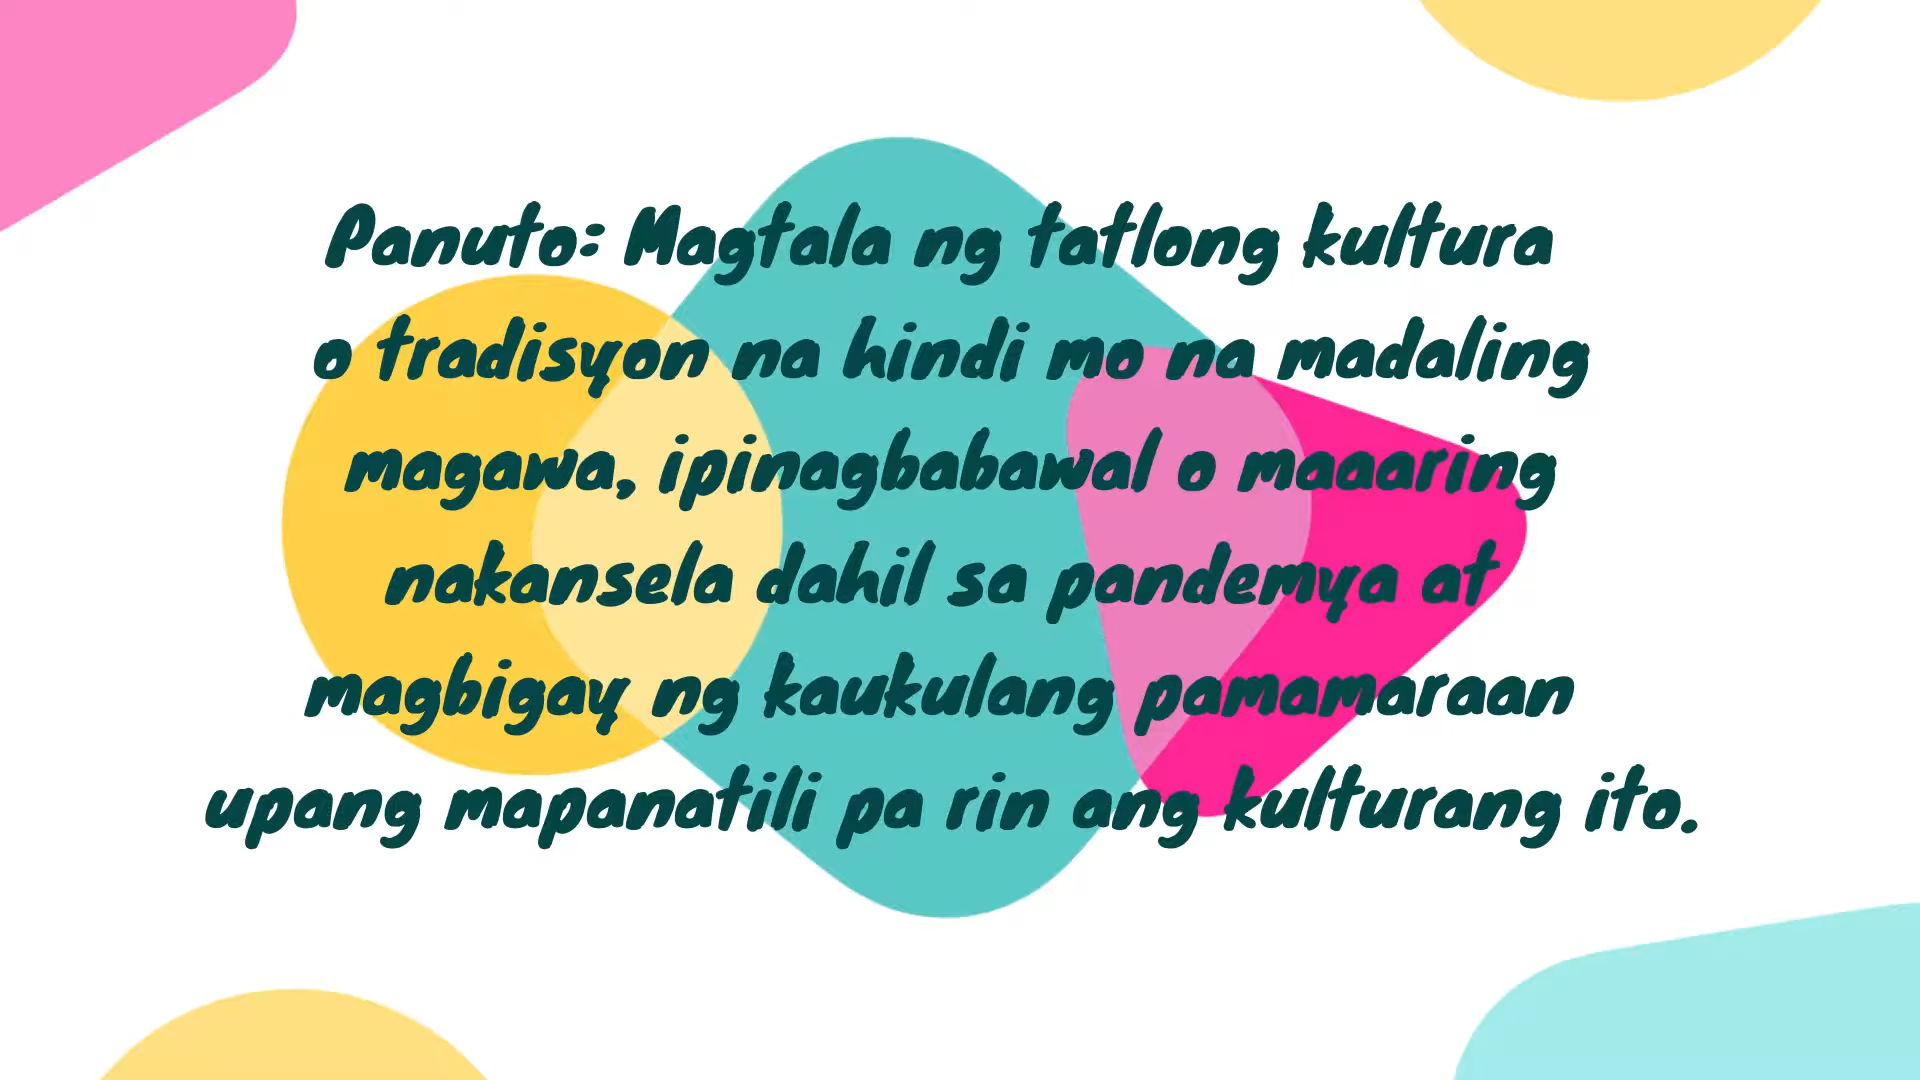 Panuto: Magtala ng tatlong kultura
o tradisyon na hindi mo na madaling
magawa, ipinagbabawal o maaaring
nakansela dahil sa pandemya at
magbigay ng kaukulang pamamaraan
upang mapanatili pa rin ang kulturang ito.